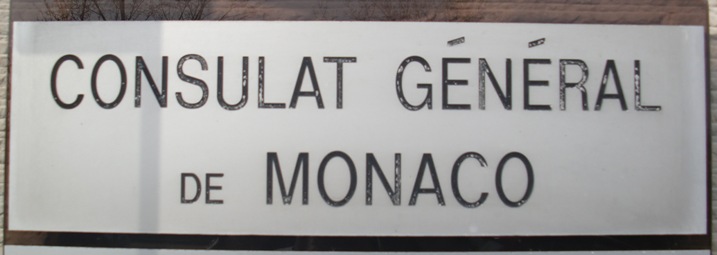 CONSULAT GÉNÉRAL
DE MONACO